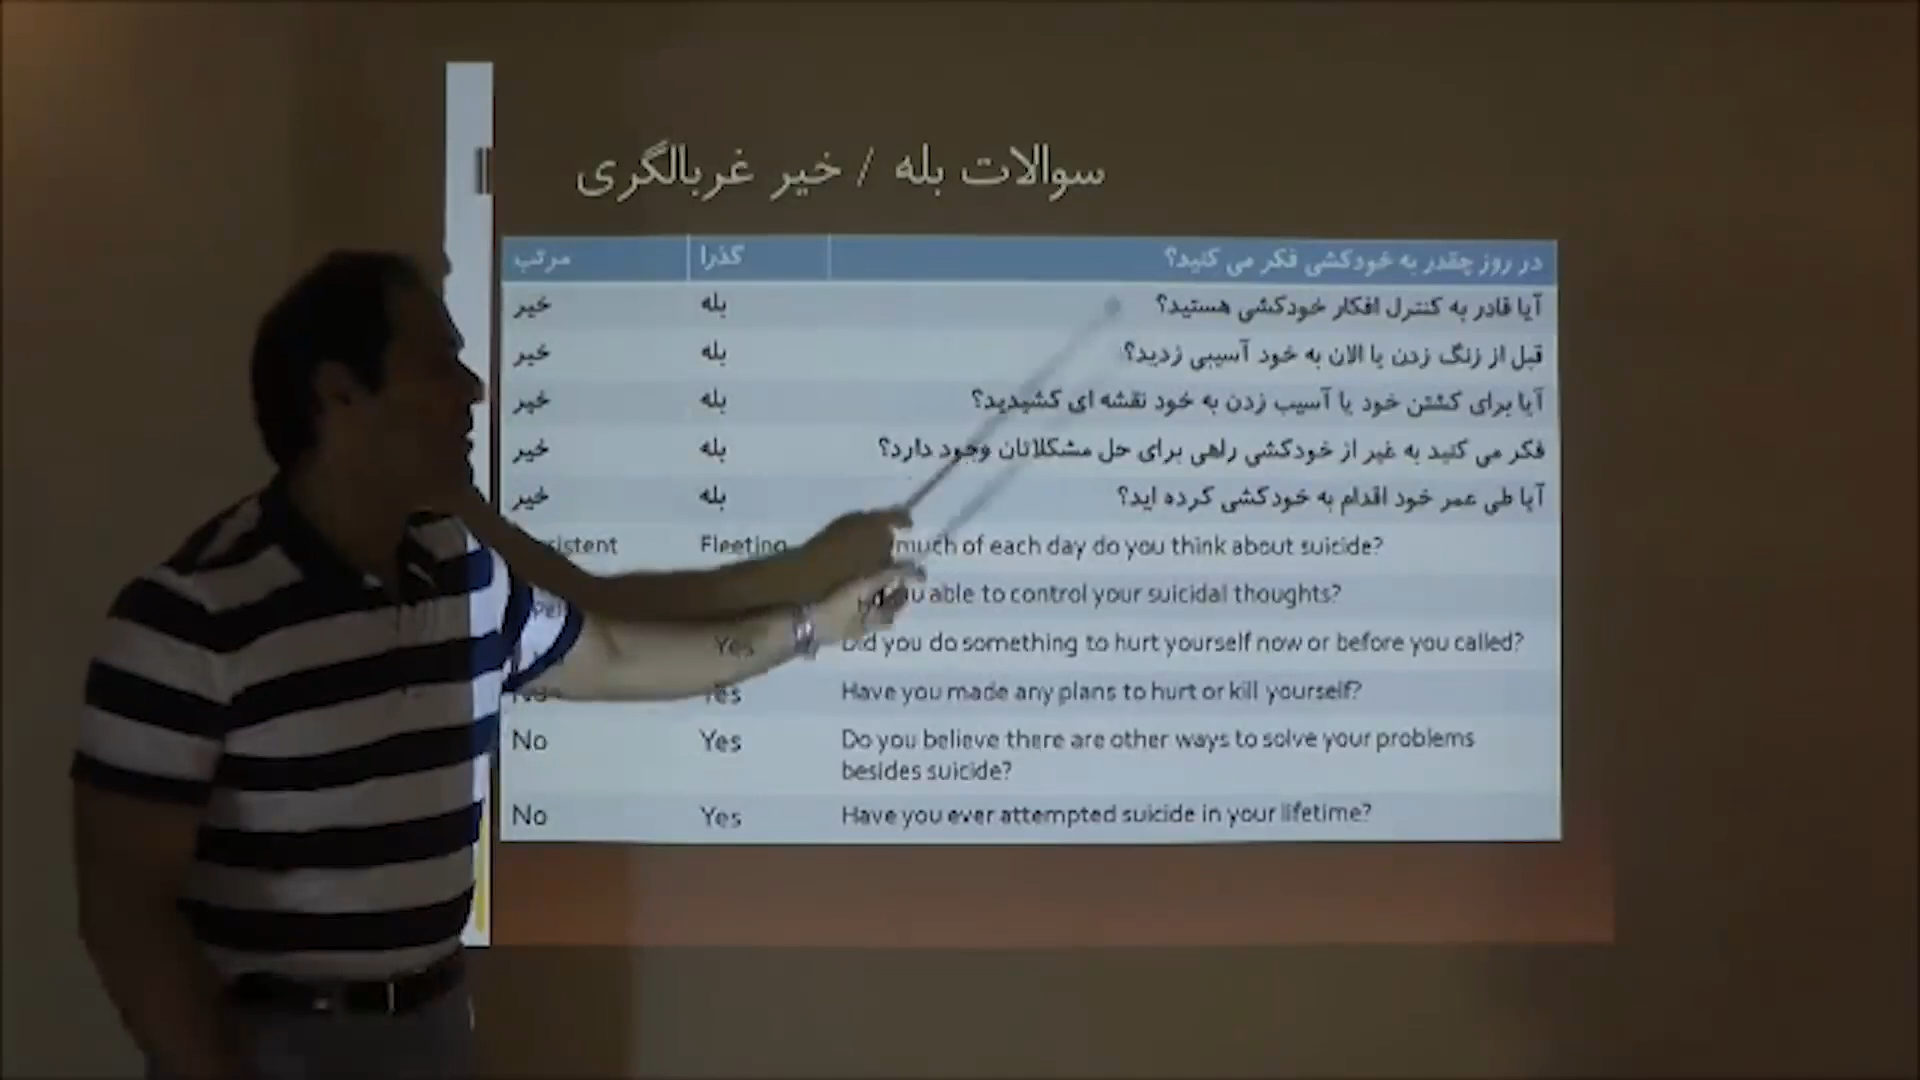 سوالات بله / خیر غربالگری
در روز چقدر به خودکشی فکر می کنید؟ گذرا مرتب
آیا قادر به کنترل افکار خودکشی هستید؟ بله خیر
قبل از زنگ زدن یا الان به خود آسیبی زدید؟ بله خیر
آیا برای کشتن خود یا آسیب زدن به خود نقشه ای کشیدید؟ بله خیر
فکر می کنید به غیر از خودکشی راهی برای حل مشکلاتان وجود دارد؟ بله خیر
آیا طی عمر خود اقدام به خودکشی کرده اید؟ بله خیر
Fleeting much of each day do you think about suicide?
able to control your suicidal thoughts?
Yes Did you do something to hurt yourself now or before you called?
Yes Have you made any plans to hurt or kill yourself?
No Yes Do you believe there are other ways to solve your problems
besides suicide?
No Yes Have you ever attempted suicide in your lifetime?